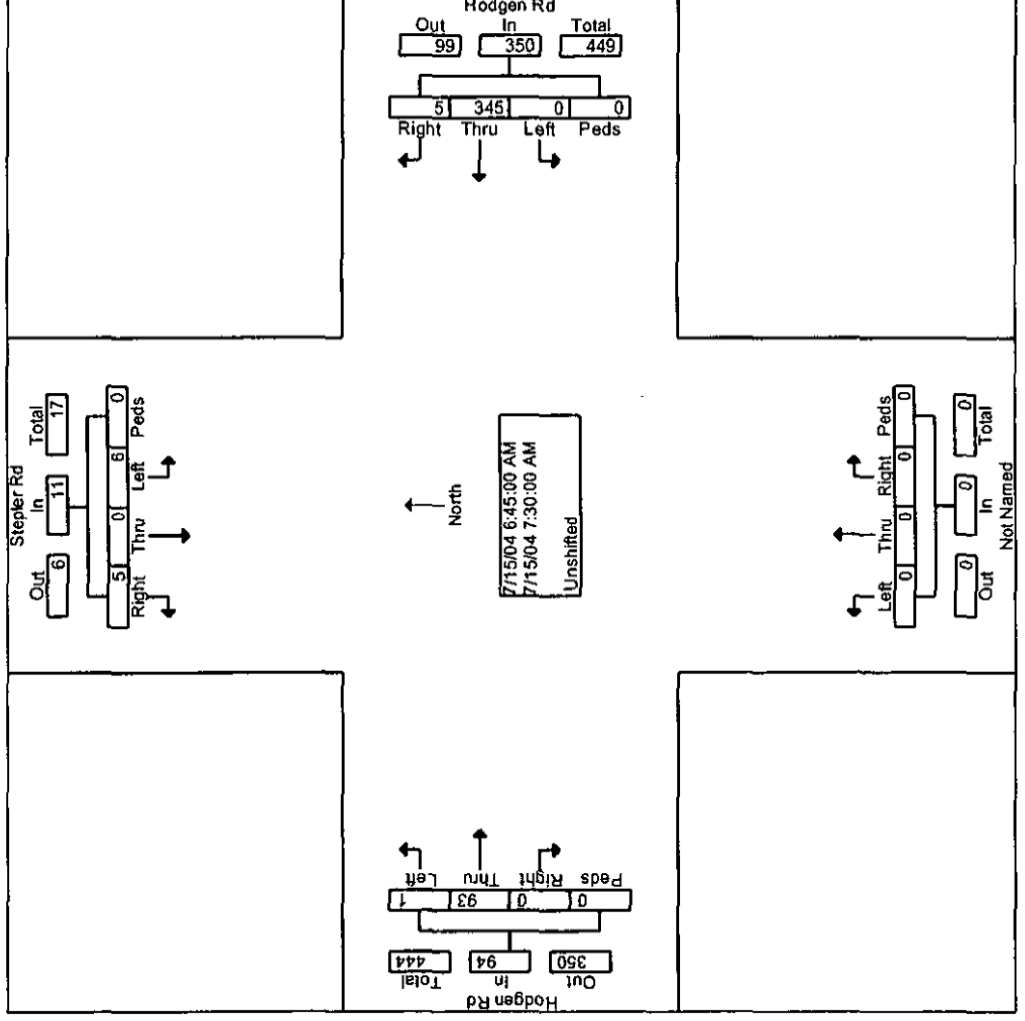 Hodgen Rd
Out In Total
99 350 449
5 345 0 0
Right Thru Left Peds
Stepler Rd
Out In Total
6 11 17
5 0 6 0
Right Thru Left Peds
North
7/15/04 6:45:00 AM
7/15/04 7:30:00 AM
Unshifted
Left Thru Right Peds
0 0 0 0
0 0 0
Out In Total
Not Named
Peds Right Thru Left
0 0 93 1
350 94 444
Out In Total
Hodgen Rd